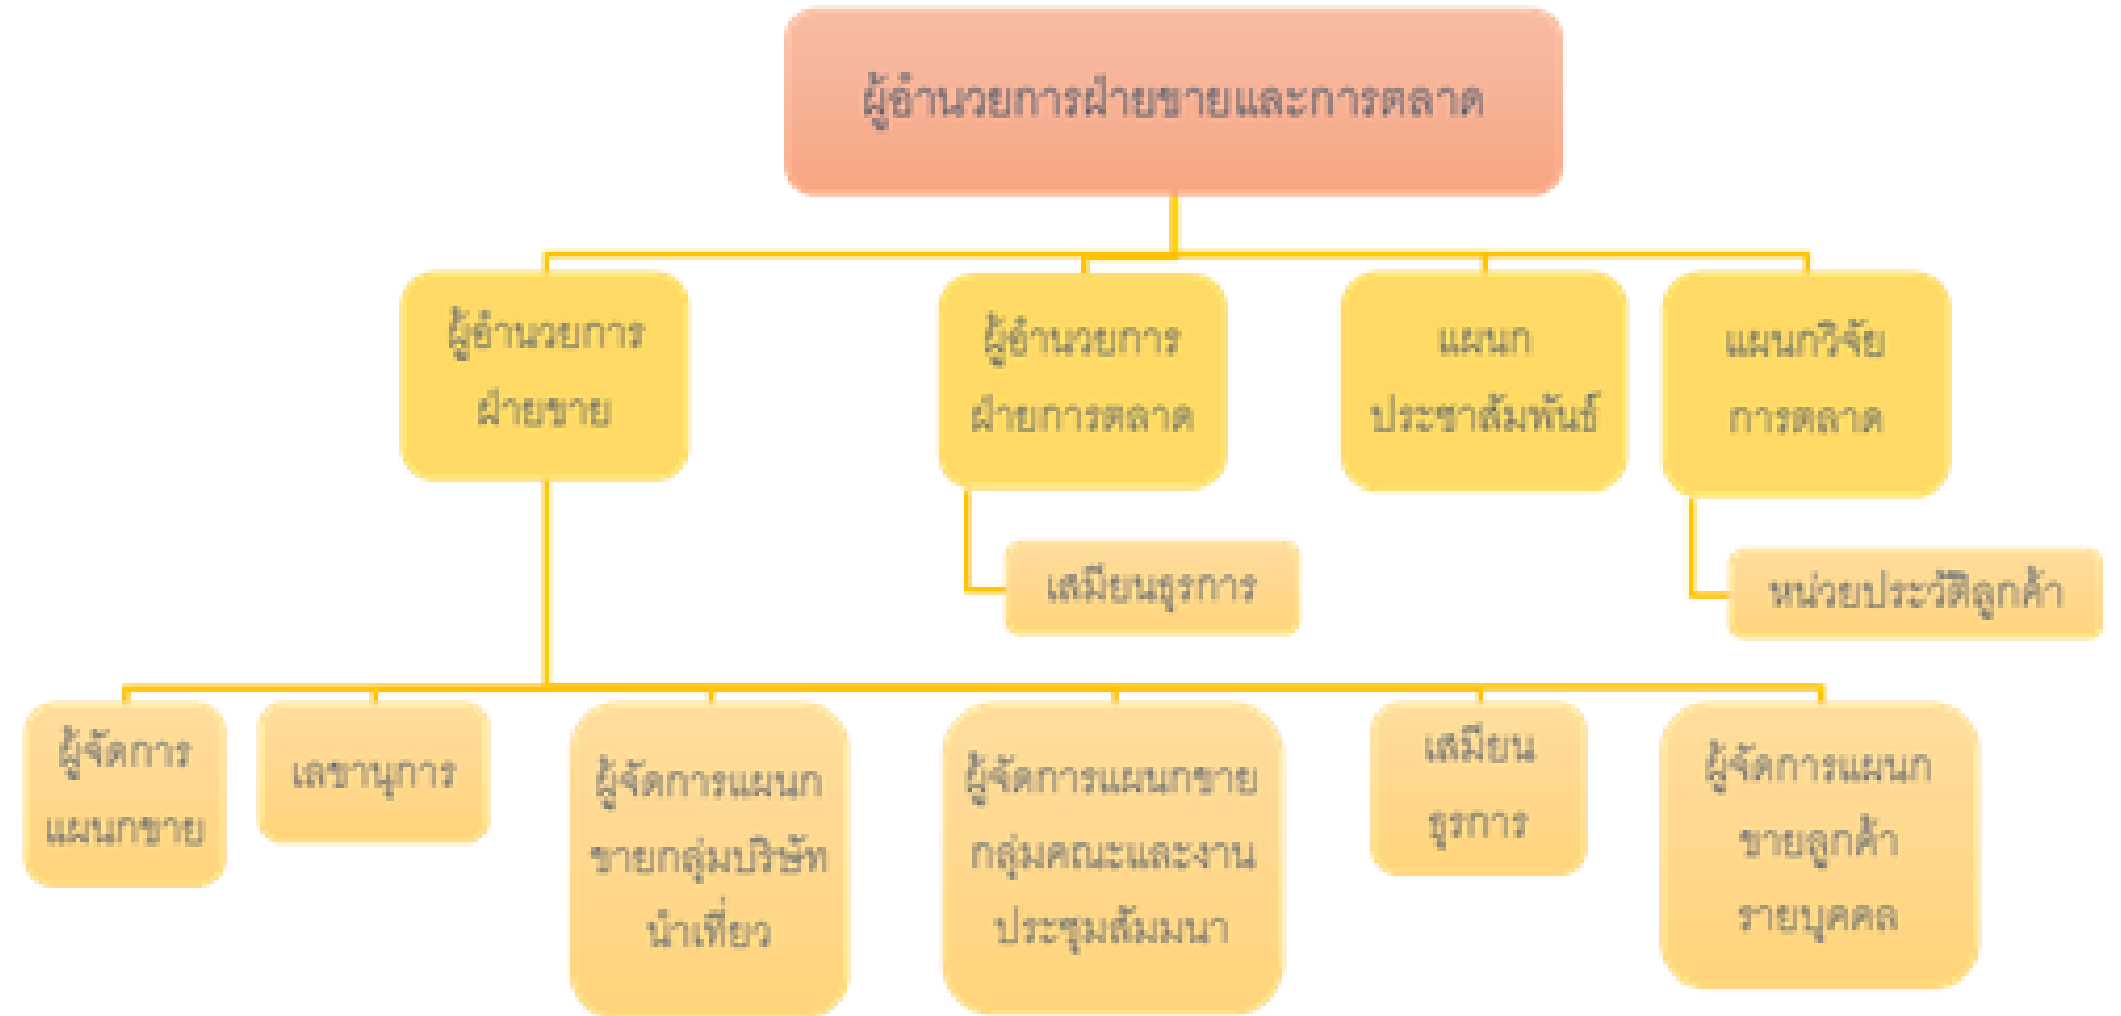 ผู้อำนวยการฝ่ายขายและการตลาด
ผู้อำนวยการ
ฝ่ายขาย
ผู้อำนวยการ
ฝ่ายการตลาด
แผนก
ประชาสัมพันธ์
แผนกวิจัย
การตลาด
เสมียนธุรการ
หน่วยประวัติลูกค้า
ผู้จัดการ
แผนกขาย
เลขานุการ
ผู้จัดการแผนก
ขายกลุ่มบริษัท
นำเที่ยว
ผู้จัดการแผนกขาย
กลุ่มคณะและงาน
ประชุมสัมมนา
เสมียน
ธุรการ
ผู้จัดการแผนก
ขายลูกค้า
รายบุคคล